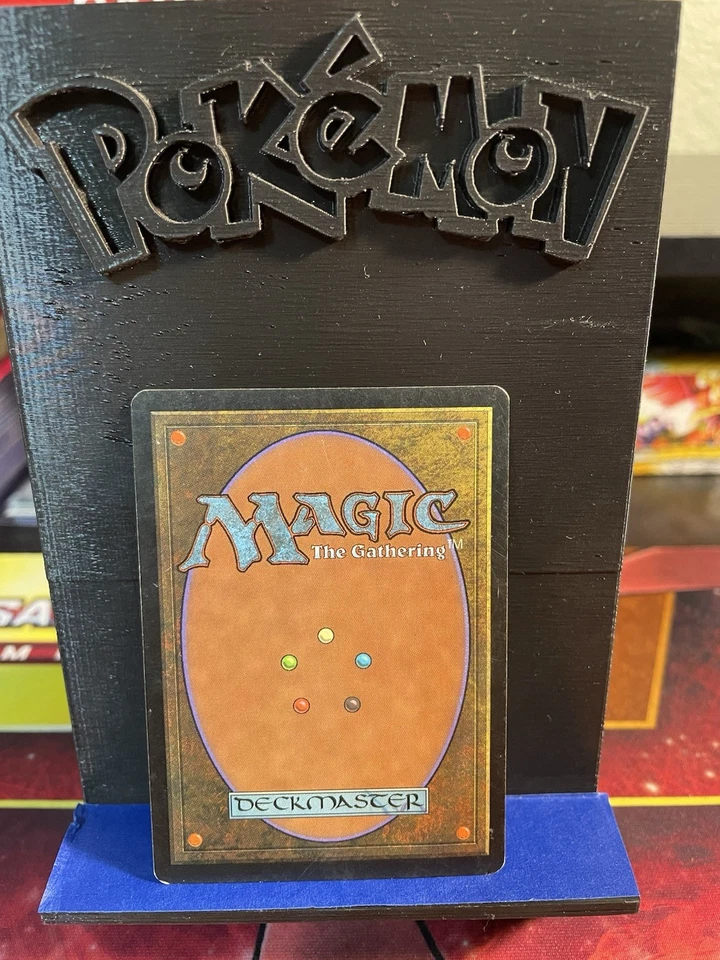 POKéMON
MAGIC
The Gathering™
DECKMASTER